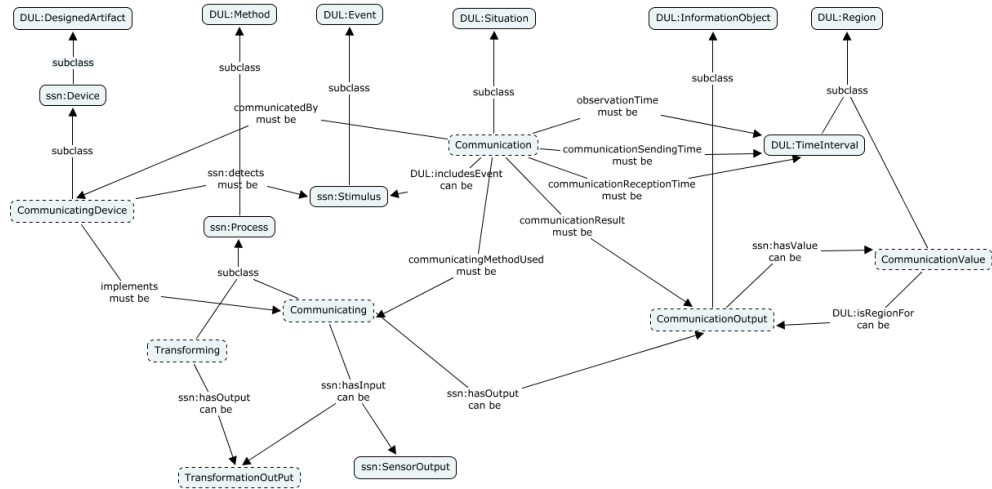 DUL:DesignedArtifact
DUL:Method
DUL:Event
DUL:Situation
DUL:InformationObject
DUL:Region
subclass
subclass
subclass
subclass
subclass
subclass
ssn:Device
communicatedBy
must be
observationTime
must be
Communication
DUL:TimeInterval
communicationSendingTime
must be
subclass
ssn:detects
must be
DUL:includesEvent
can be
communicationReceptionTime
must be
ssn:Stimulus
CommunicatingDevice
ssn:Process
communicationResult
must be
ssn:hasValue
can be
CommunicationValue
subclass
communicatingMethodUsed
must be
implements
must be
Communicating
CommunicationOutput
DUL:isRegionFor
can be
Transforming
ssn:hasOutput
can be
ssn:hasInput
can be
ssn:hasOutput
can be
TransformationOutPut
ssn:SensorOutput